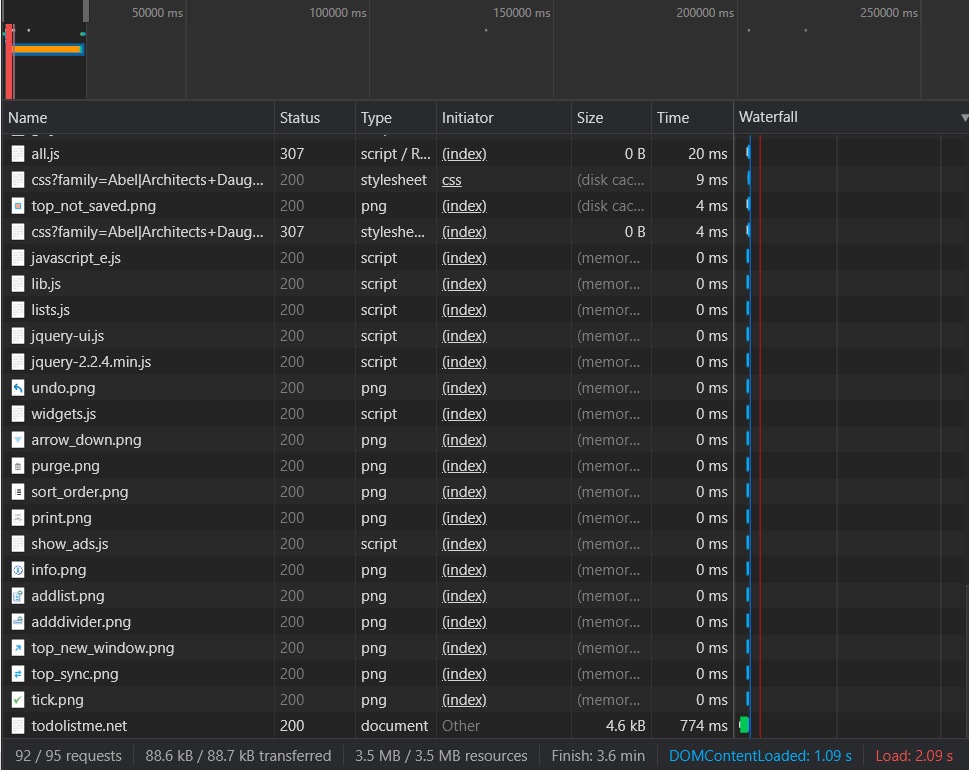 50000 ms 100000 ms 150000 ms 200000 ms 250000 ms
Name Status Type Initiator Size Time Waterfall
all.js 307 script / R... (index) 0 B 20 ms
css?family=Abel|Architects+Daug... 200 stylesheet css (disk cac... 9 ms
top_not_saved.png 200 png (index) (disk cac... 4 ms
css?family=Abel|Architects+Daug... 307 styleshe... (index) 0 B 4 ms
javascript_e.js 200 script (index) (memor... 0 ms
lib.js 200 script (index) (memor... 0 ms
lists.js 200 script (index) (memor... 0 ms
jquery-ui.js 200 script (index) (memor... 0 ms
jquery-2.2.4.min.js 200 script (index) (memor... 0 ms
undo.png 200 png (index) (memor... 0 ms
widgets.js 200 script (index) (memor... 0 ms
arrow_down.png 200 png (index) (memor... 0 ms
purge.png 200 png (index) (memor... 0 ms
sort_order.png 200 png (index) (memor... 0 ms
print.png 200 png (index) (memor... 0 ms
show_ads.js 200 script (index) (memor... 0 ms
info.png 200 png (index) (memor... 0 ms
addlist.png 200 png (index) (memor... 0 ms
adddivider.png 200 png (index) (memor... 0 ms
top_new_window.png 200 png (index) (memor... 0 ms
top_sync.png 200 png (index) (memor... 0 ms
tick.png 200 png (index) (memor... 0 ms
todolistme.net 200 document Other 4.6 kB 774 ms
92 / 95 requests 88.6 kB / 88.7 kB transferred 3.5 MB / 3.5 MB resources Finish: 3.6 min DOMContentLoaded: 1.09 s Load: 2.09 s